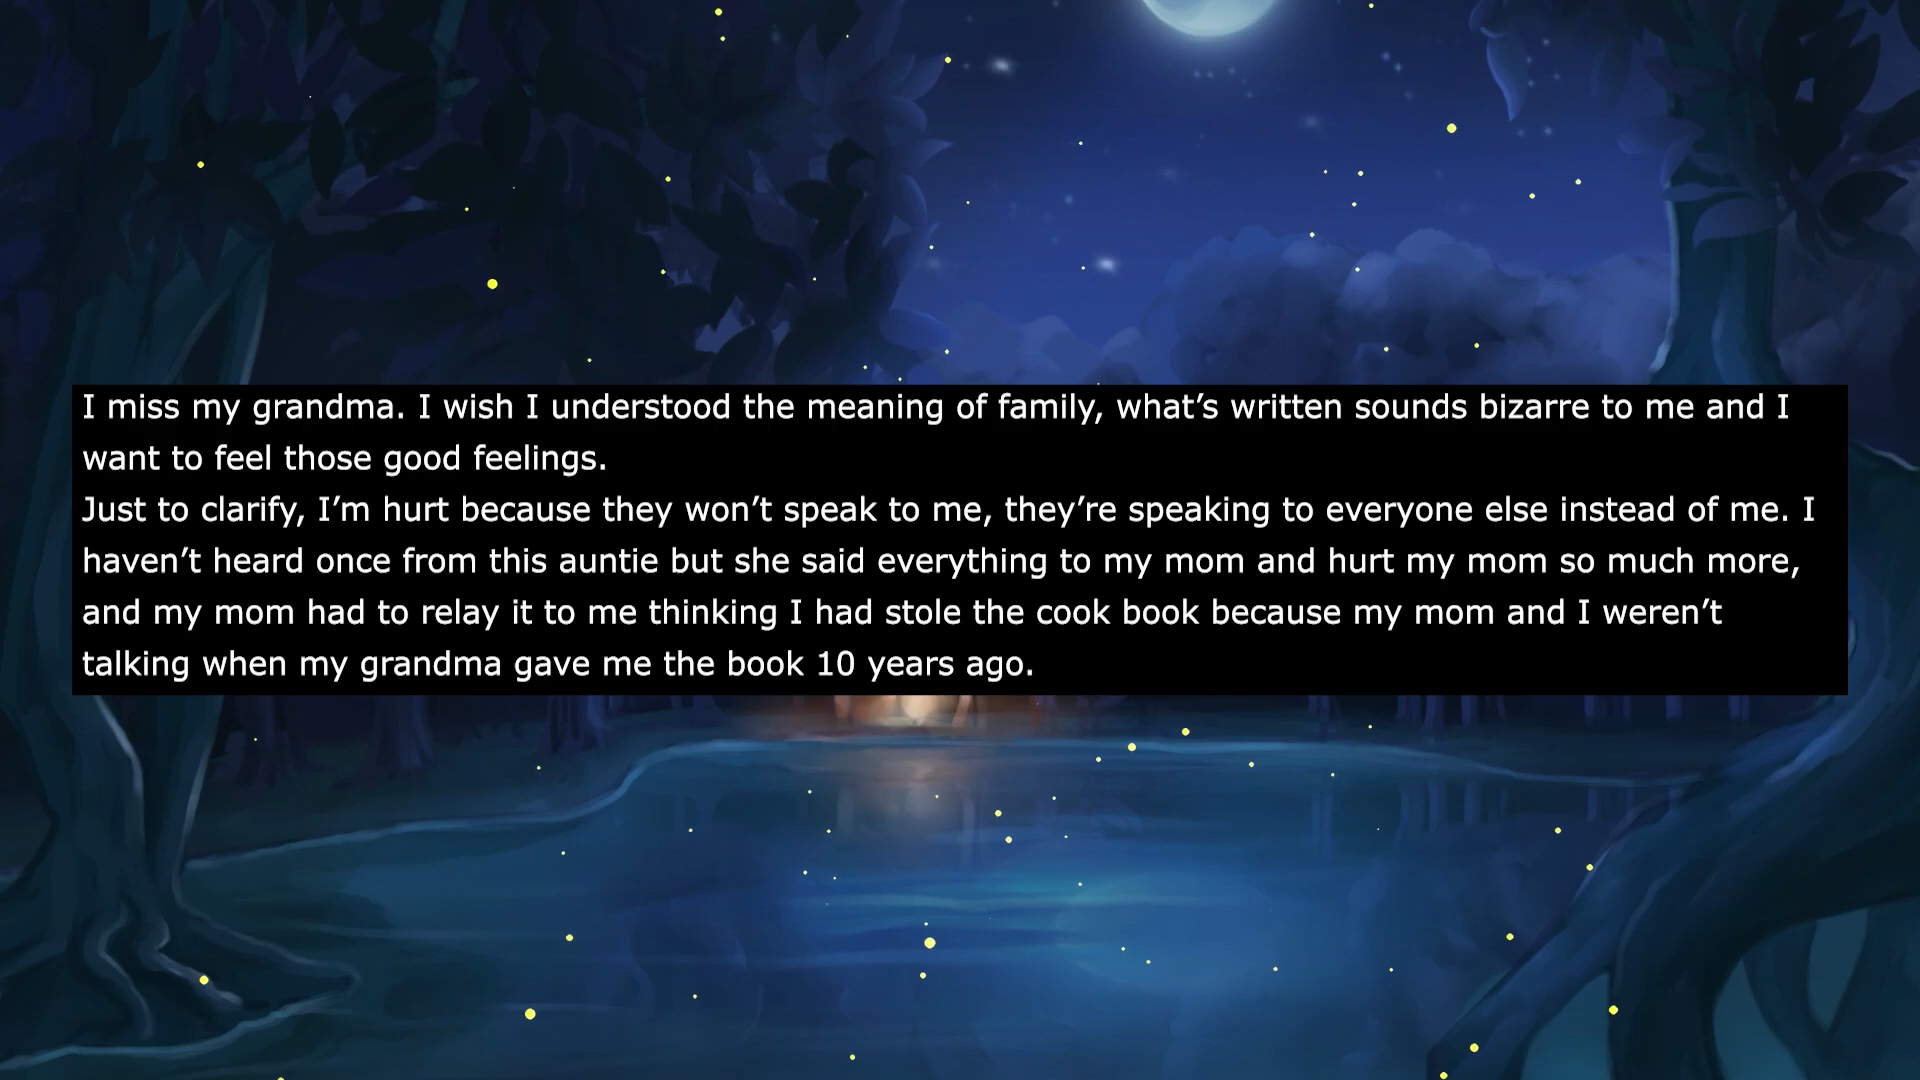 I miss my grandma. I wish I understood the meaning of family, what’s written sounds bizarre to me and I
want to feel those good feelings.
Just to clarify, I’m hurt because they won’t speak to me, they’re speaking to everyone else instead of me. I
haven’t heard once from this auntie but she said everything to my mom and hurt my mom so much more,
and my mom had to relay it to me thinking I had stole the cook book because my mom and I weren’t
talking when my grandma gave me the book 10 years ago.